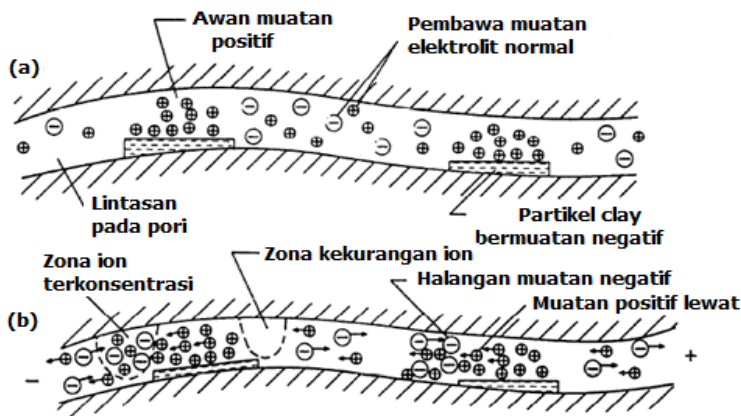 Awan muatan
positif
Pembawa muatan
elektrolit normal
(a)
Lintasan
pada pori
Partikel clay
bermuatan negatif
Zona ion
terkonsentrasi
Zona kekurangan ion
Halangan muatan negatif
Muatan positif lewat
(b)
−
+